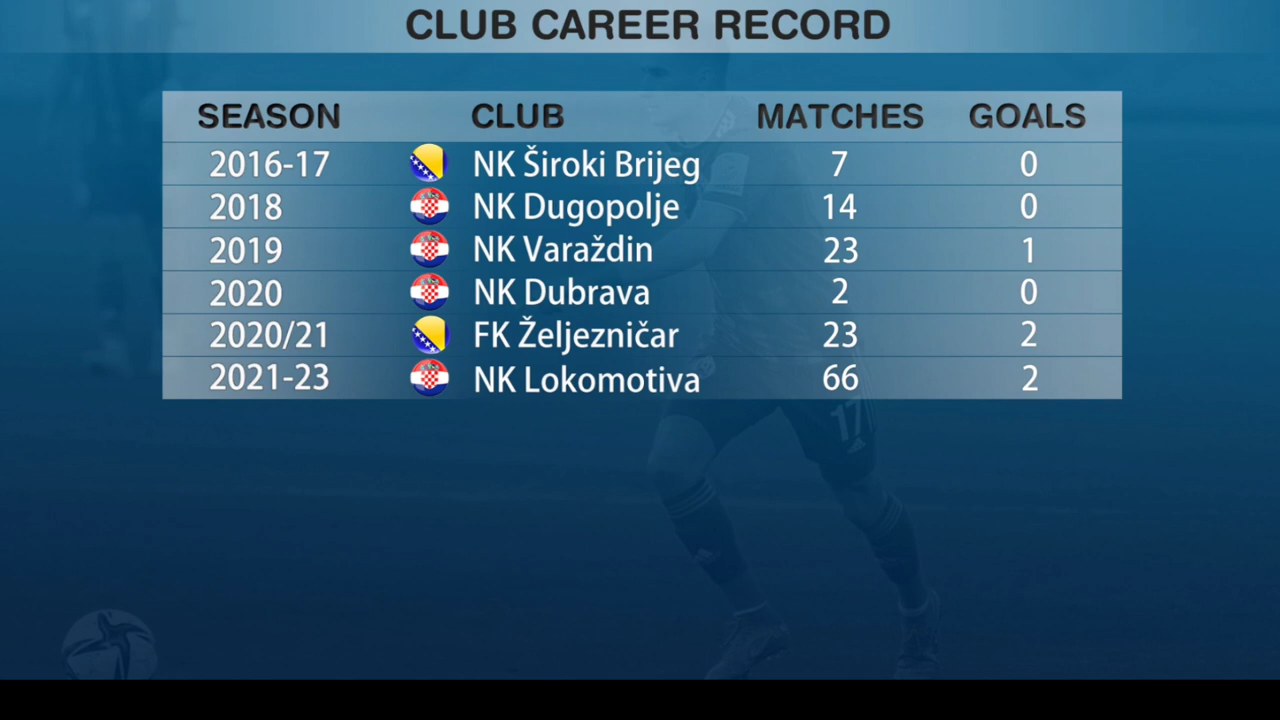 CLUB CAREER RECORD
SEASON CLUB MATCHES GOALS
2016-17 NK Široki Brijeg 7 0
2018 NK Dugopolje 14 0
2019 NK Varaždin 23 1
2020 NK Dubrava 2 0
2020/21 FK Željezničar 23 2
2021-23 NK Lokomotiva 66 2
17